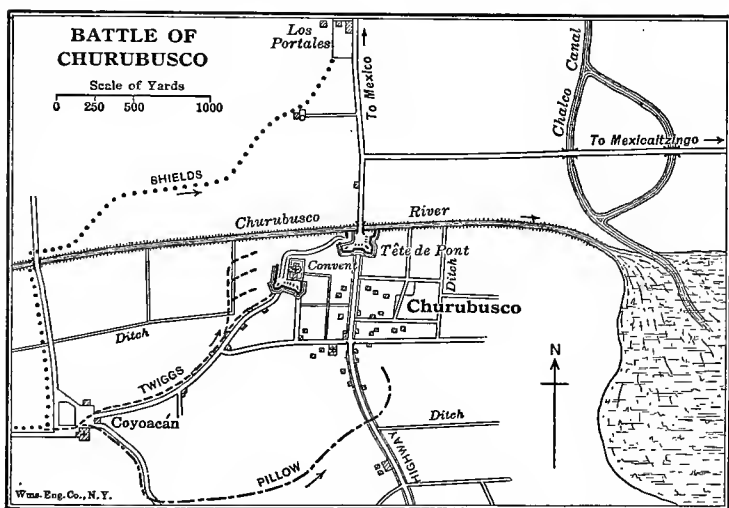 BATTLE OF
CHURUBUSCO
Scale of Yards
0 250 500 1000
Los
Portales
To Mexico
Chalco Canal
To Mexicaltzingo
SHIELDS
Churubusco River
Tête de Pont
Convent
Ditch
Churubusco
Ditch
TWIGGS
N
Coyoacán
Ditch
HIGHWAY
PILLOW
Wms. Eng. Co., N.Y.